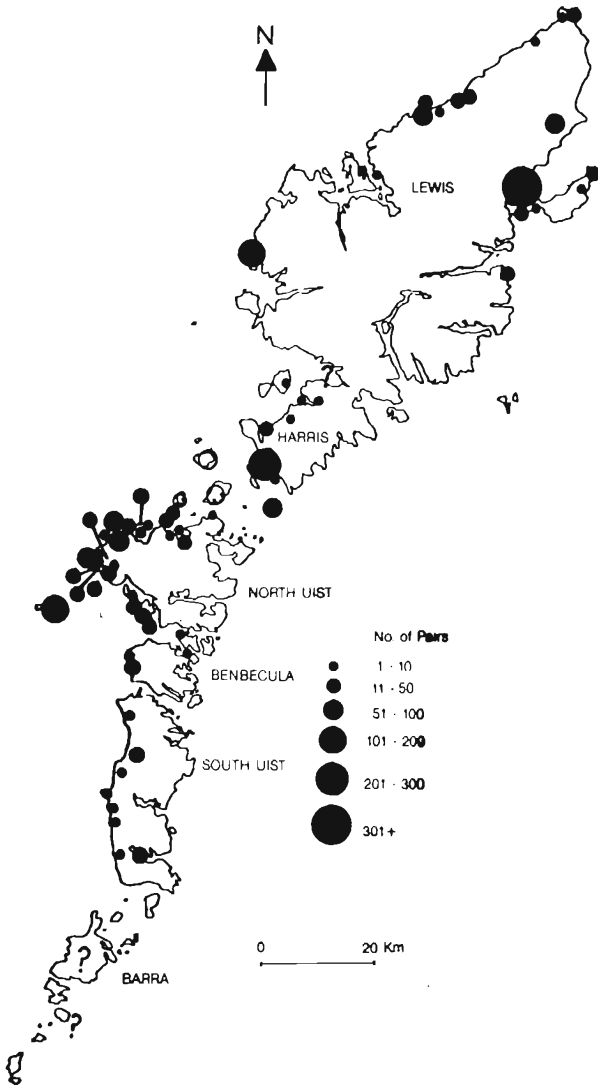 N
LEWIS
?
HARRIS
NORTH UIST
No. of Pairs
1 - 10
BENBECULA
11 - 50
51 - 100
101 - 200
SOUTH UIST
201 - 300
301+
0 20 Km
?
BARRA
?